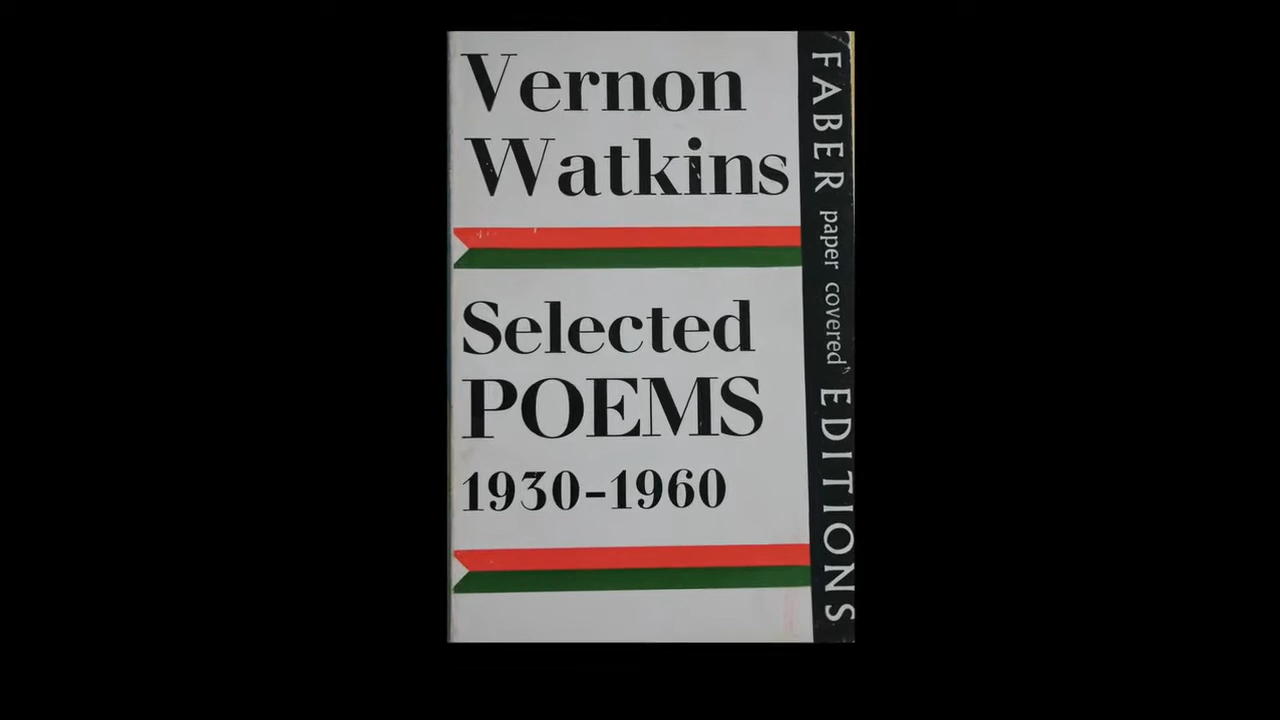 Vernon
Watkins
Selected
POEMS
1930-1960
FABER paper covered EDITIONS